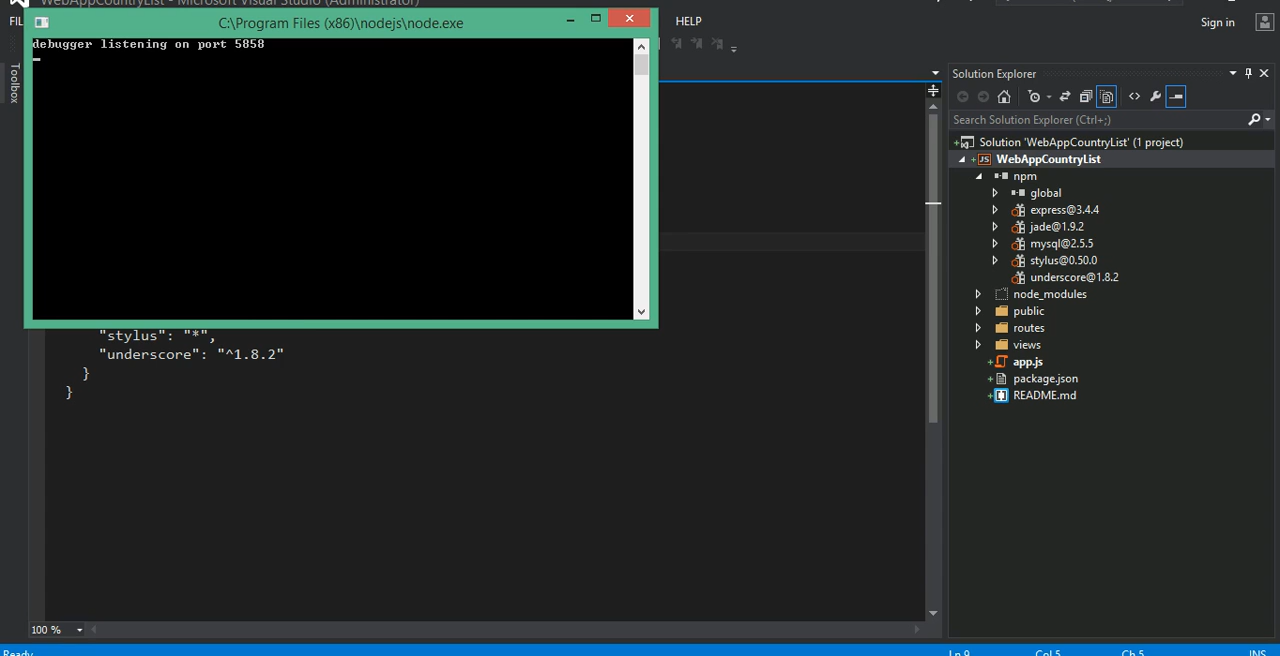 WebAppCountryList - Microsoft Visual Studio (Administrator)
C:\Program Files (x86)\nodejs\node.exe
debugger listening on port 5858
HELP
Sign in
Toolbox
"stylus": "*",
"underscore": "^1.8.2"
}
}
100 %
Solution Explorer
Search Solution Explorer (Ctrl+;)
Solution 'WebAppCountryList' (1 project)
WebAppCountryList
npm
global
express@3.4.4
jade@1.9.2
mysql@2.5.5
stylus@0.50.0
underscore@1.8.2
node_modules
public
routes
views
app.js
package.json
README.md
Ready
Ln 9
Col 5
Ch 5
INS